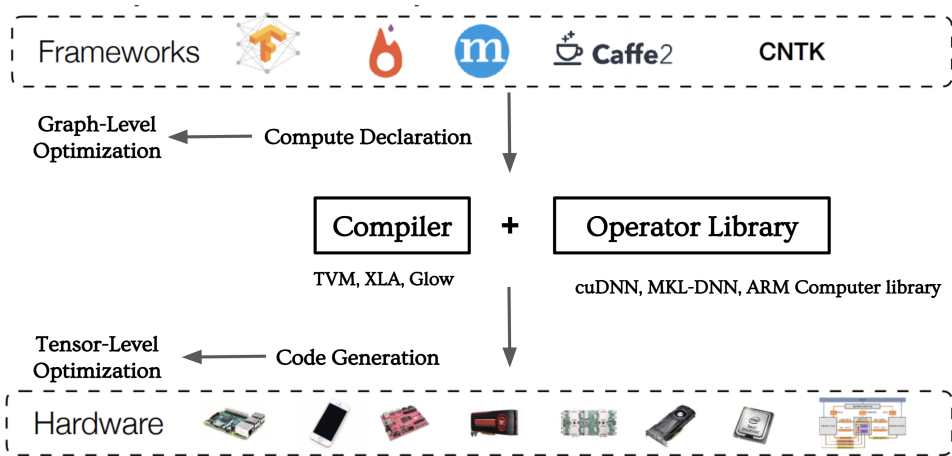 Frameworks
m
Caffe2
CNTK
Graph-Level
Optimization
Compute Declaration
Compiler
+
Operator Library
TVM, XLA, Glow
cuDNN, MKL-DNN, ARM Computer library
Tensor-Level
Optimization
Code Generation
Hardware